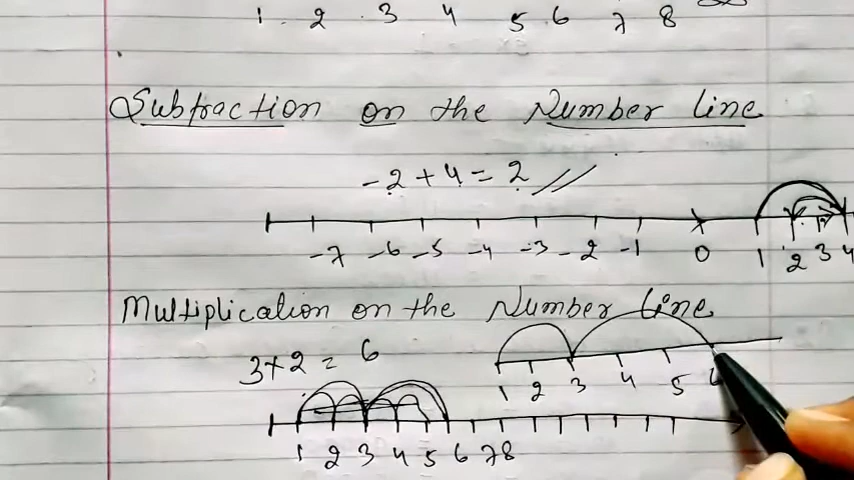 1 2 3 4 5 6 7 8
Subtraction on the Number line
-2 + 4 = 2 //
-7 -6 -5 -4 -3 -2 -1 0 1 2 3 4
Multiplication on the Number line
3 × 2 = 6
1 2 3 4 5 6
1 2 3 4 5 6 7 8